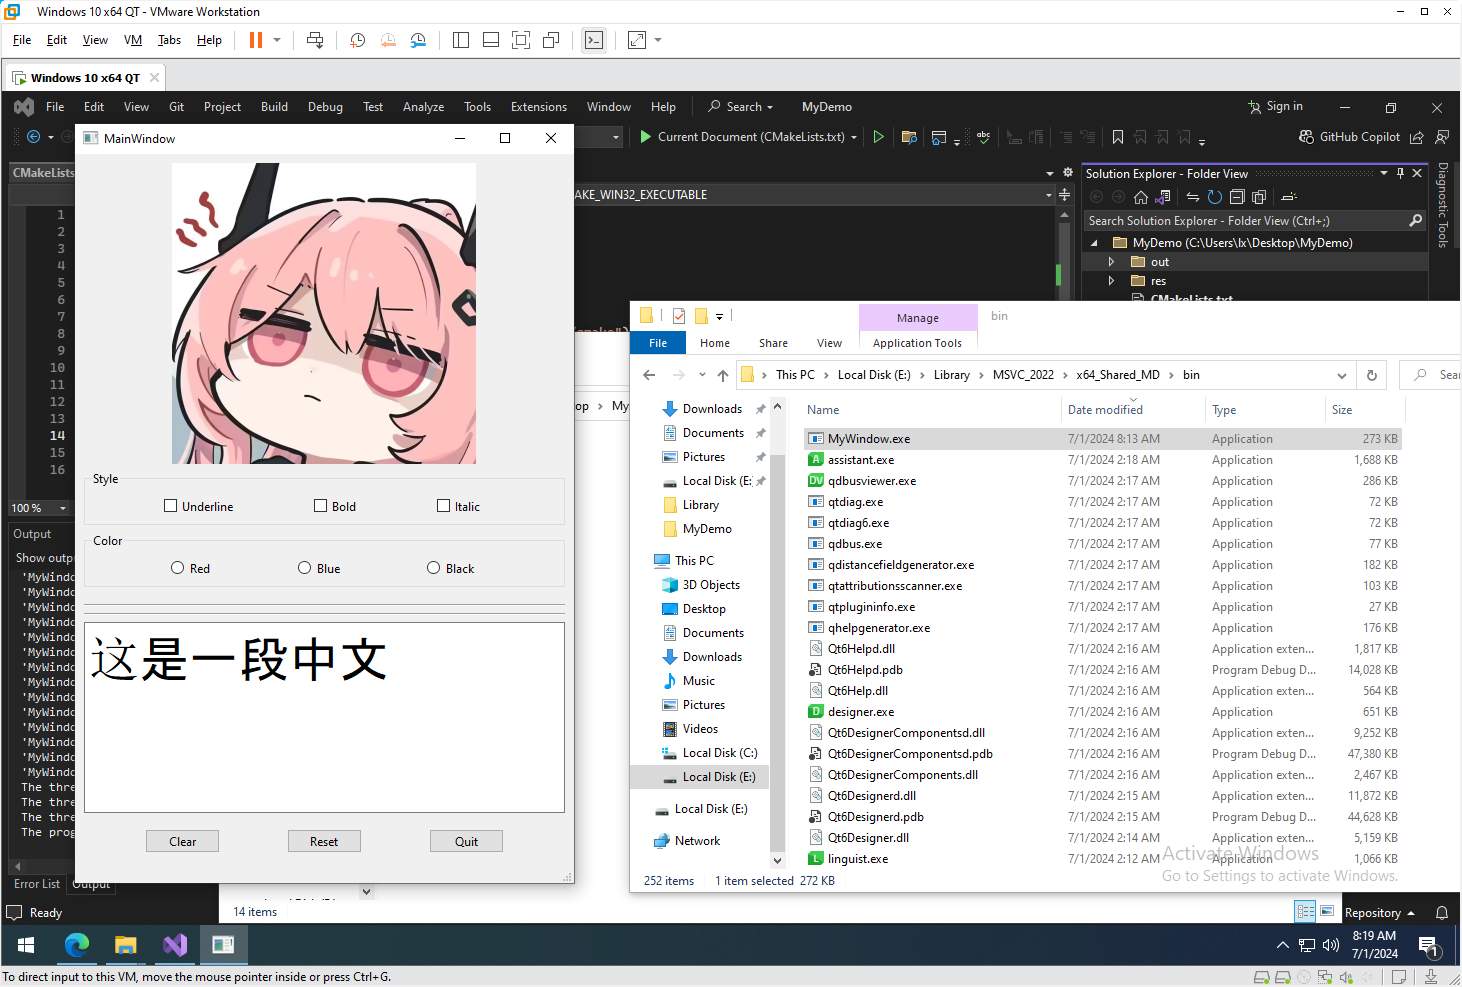 Windows 10 x64 QT - VMware Workstation
File Edit View VM Tabs Help
Windows 10 x64 QT
File Edit View Git Project Build Debug Test Analyze Tools Extensions Window Help Search MyDemo Sign in
Current Document (CMakeLists.txt) GitHub Copilot
MainWindow
CMakeLists
AKE_WIN32_EXECUTABLE
1
2
3
4
5
6
7
8
9
10
11
12
13
14
15
16
100 %
Output
Show outpu
'MyWindo
'MyWindo
'MyWindo
'MyWindo
'MyWindo
'MyWindo
'MyWindo
'MyWindo
'MyWindo
'MyWindo
'MyWindo
'MyWindo
'MyWindo
'MyWindo
The thre
The thre
The thre
The prog
Error List Output
Ready
Style
Underline Bold Italic
Color
Red Blue Black
这是一段中文
Clear Reset Quit
Solution Explorer - Folder View
Search Solution Explorer - Folder View (Ctrl+;)
MyDemo (C:\Users\lx\Desktop\MyDemo)
out
res
CMakeLists.txt
Diagnostic Tools
top My
14 items
Manage bin
File Home Share View Application Tools
This PC Local Disk (E:) Library MSVC_2022 x64_Shared_MD bin Sear
Downloads
Documents
Pictures
Local Disk (E:)
Library
MyDemo
This PC
3D Objects
Desktop
Documents
Downloads
Music
Pictures
Videos
Local Disk (C:)
Local Disk (E:)
Local Disk (E:)
Network
Name Date modified Type Size
MyWindow.exe 7/1/2024 8:13 AM Application 273 KB
assistant.exe 7/1/2024 2:18 AM Application 1,688 KB
qdbusviewer.exe 7/1/2024 2:17 AM Application 286 KB
qtdiag.exe 7/1/2024 2:17 AM Application 72 KB
qtdiag6.exe 7/1/2024 2:17 AM Application 72 KB
qdbus.exe 7/1/2024 2:17 AM Application 77 KB
qdistancefieldgenerator.exe 7/1/2024 2:17 AM Application 182 KB
qtattributionsscanner.exe 7/1/2024 2:17 AM Application 103 KB
qtplugininfo.exe 7/1/2024 2:17 AM Application 27 KB
qhelpgenerator.exe 7/1/2024 2:17 AM Application 176 KB
Qt6Helpd.dll 7/1/2024 2:16 AM Application exten... 1,817 KB
Qt6Helpd.pdb 7/1/2024 2:16 AM Program Debug D... 14,028 KB
Qt6Help.dll 7/1/2024 2:16 AM Application exten... 564 KB
designer.exe 7/1/2024 2:16 AM Application 651 KB
Qt6DesignerComponentsd.dll 7/1/2024 2:16 AM Application exten... 9,252 KB
Qt6DesignerComponentsd.pdb 7/1/2024 2:16 AM Program Debug D... 47,380 KB
Qt6DesignerComponents.dll 7/1/2024 2:16 AM Application exten... 2,467 KB
Qt6Designerd.dll 7/1/2024 2:15 AM Application exten... 11,872 KB
Qt6Designerd.pdb 7/1/2024 2:15 AM Program Debug D... 44,628 KB
Qt6Designer.dll 7/1/2024 2:14 AM Application exten... 5,159 KB
linguist.exe 7/1/2024 2:12 AM Application 1,066 KB
252 items 1 item selected 272 KB
Activate Windows
Go to Settings to activate Windows.
Repository
8:19 AM
7/1/2024
1
To direct input to this VM, move the mouse pointer inside or press Ctrl+G.